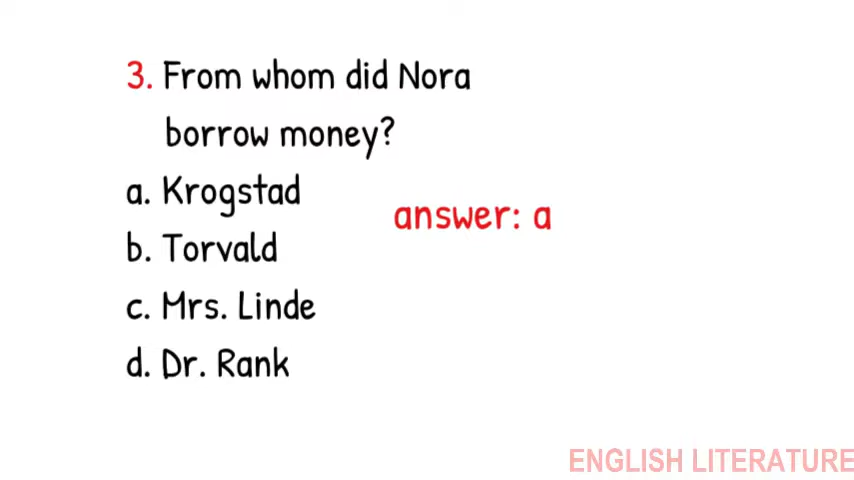 3. From whom did Nora
borrow money?
a. Krogstad
answer: a
b. Torvald
c. Mrs. Linde
d. Dr. Rank
ENGLISH LITERATURE